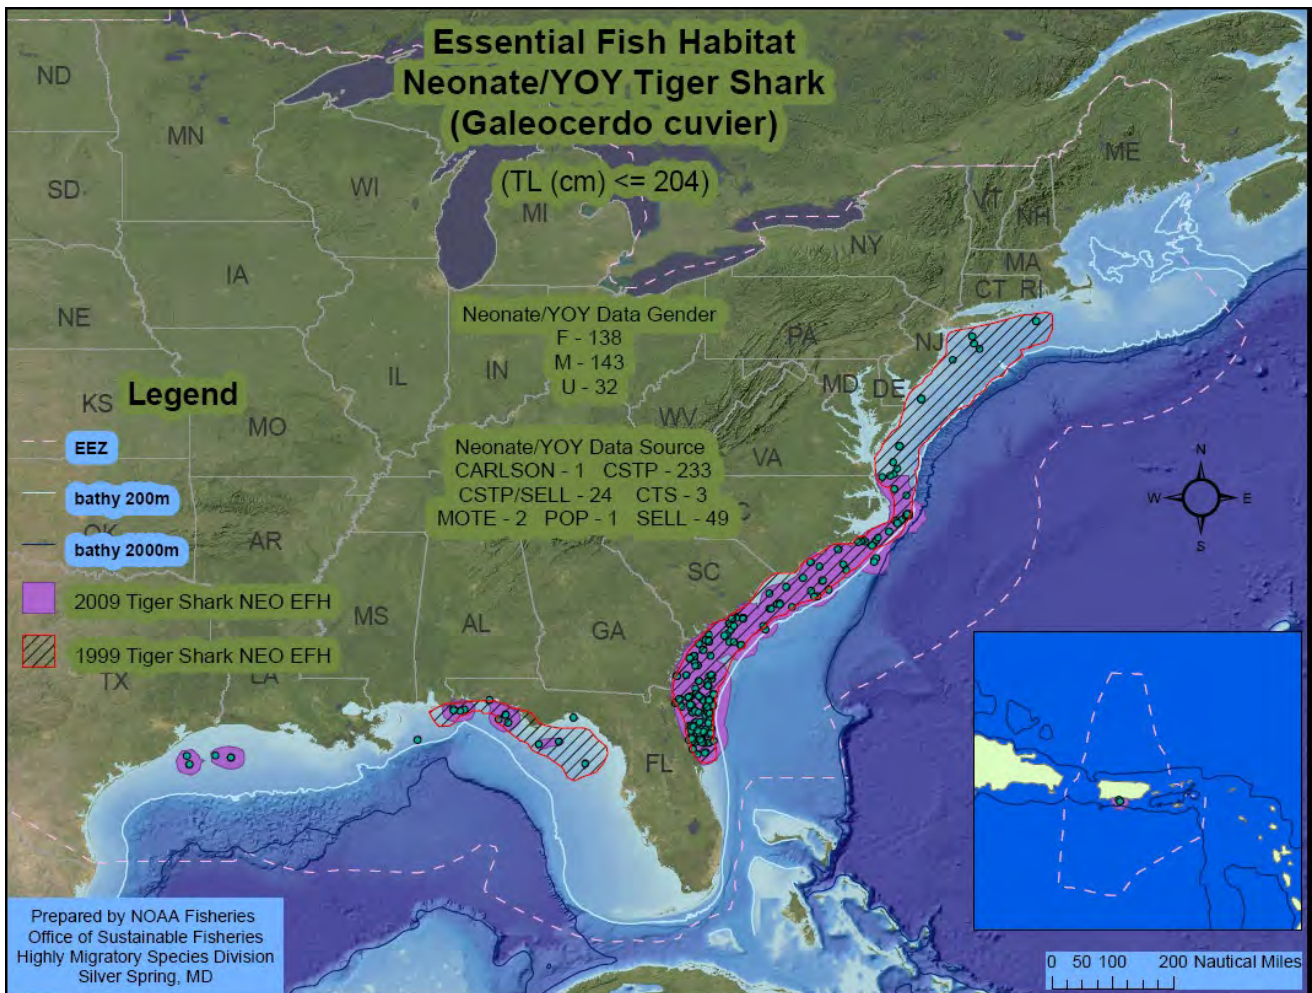 Essential Fish Habitat
Neonate/YOY Tiger Shark
(Galeocerdo cuvier)
(TL (cm) <= 204)
ND
MN
SD
WI
MI
ME
VT
NH
NY
MA
CT RI
IA
NE
PA
NJ
IL
IN
MD
DE
WV
VA
KS
MO
OK
AR
C
SC
MS
AL
GA
TX
LA
FL
Neonate/YOY Data Gender
F - 138
M - 143
U - 32
Neonate/YOY Data Source
CARLSON - 1 CSTP - 233
CSTP/SELL - 24 CTS - 3
MOTE - 2 POP - 1 SELL - 49
Legend
EEZ
bathy 200m
bathy 2000m
2009 Tiger Shark NEO EFH
1999 Tiger Shark NEO EFH
N
W E
S
Prepared by NOAA Fisheries
Office of Sustainable Fisheries
Highly Migratory Species Division
Silver Spring, MD
0 50 100 200 Nautical Miles